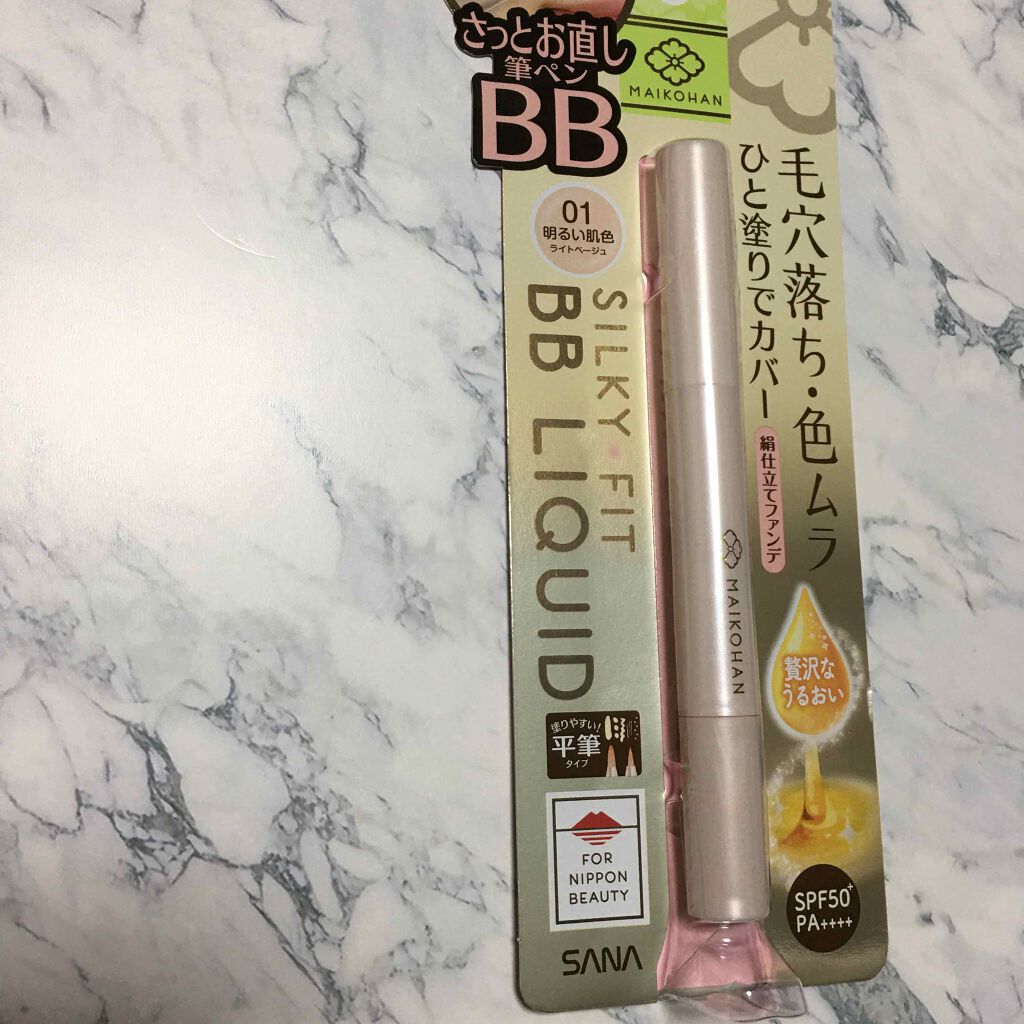 さっとお直し
筆ペン
BB
MAIKOHAN
01
明るい肌色
ライトベージュ
毛穴落ち・色ムラ
ひと塗りでカバー
絹仕立てファンデ
SILKY FIT
BB LIQUID
MAIKOHAN
贅沢な
うるおい
塗りやすい!
平筆
タイプ
FOR
NIPPON
BEAUTY
SPF50+
PA++++
SANA